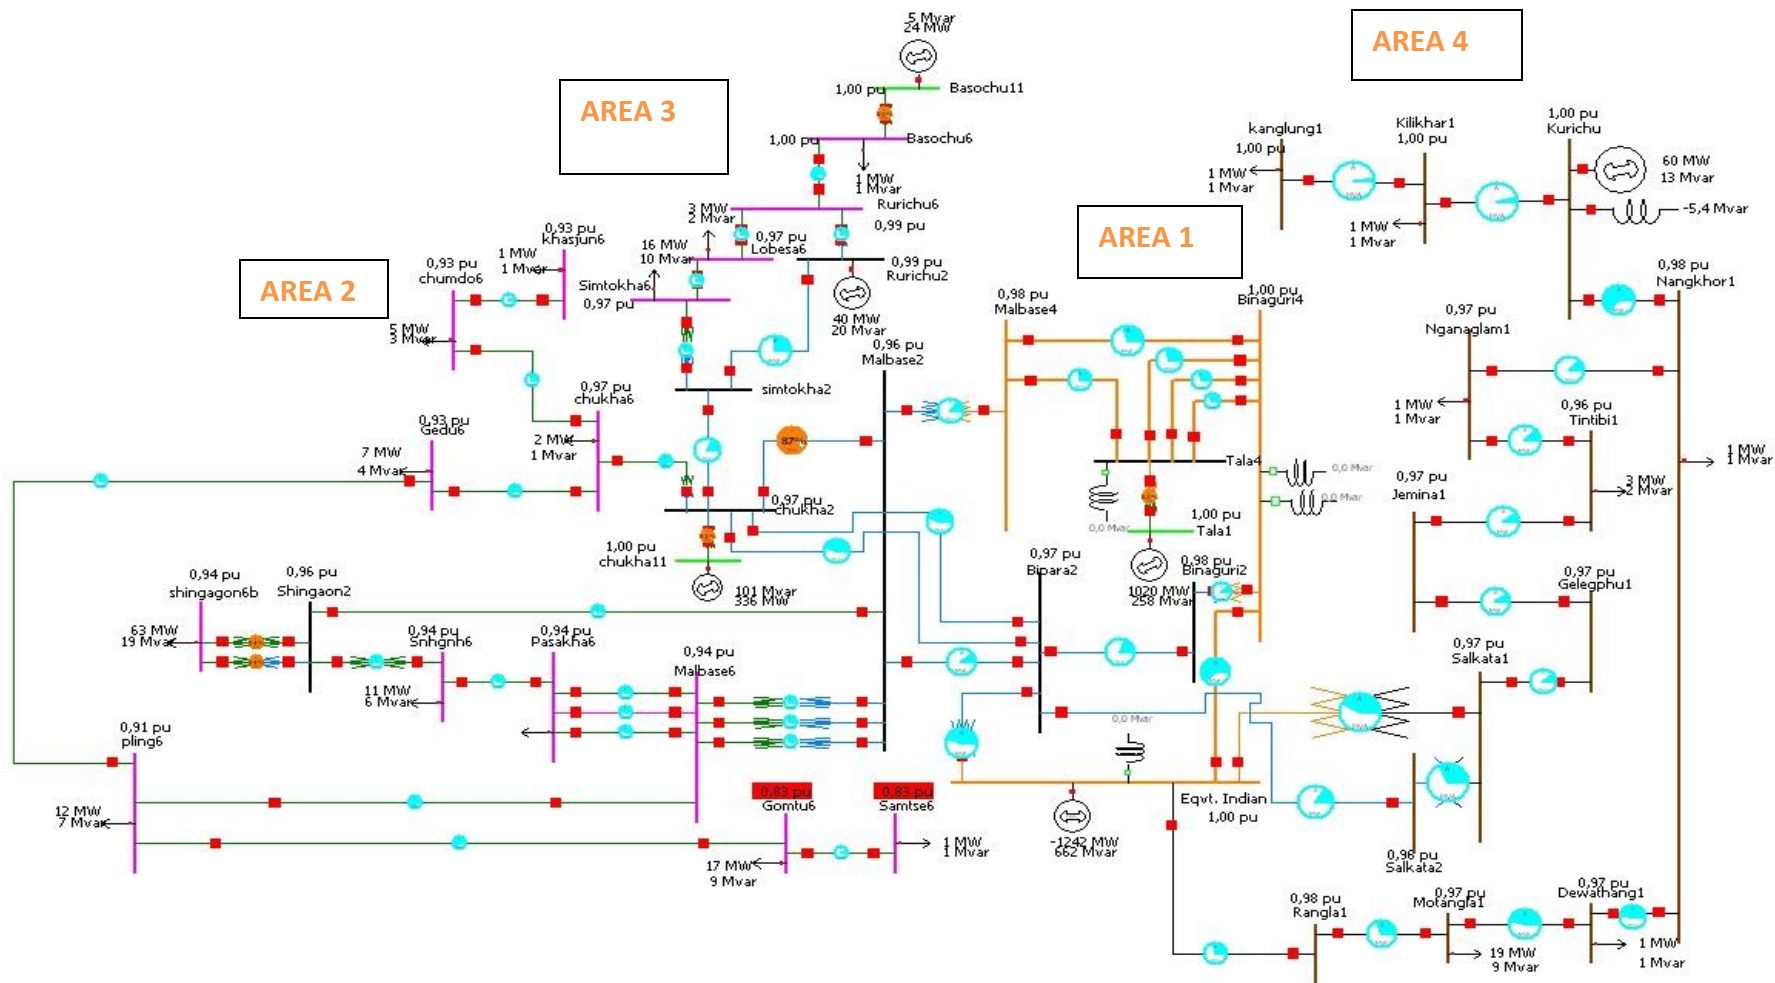 5 Mvar
24 MW
AREA 4
AREA 3
1,00 pu
Basochu11
1,00 pu
Basochu6
1 MW
1 Mvar
Rurichu6
0,99 pu
3 MW
2 Mvar
0,97 pu
Lobesa6
16 MW
10 Mvar
Simtokha6
0,97 pu
0,99 pu
Rurichu2
40 MW
20 Mvar
kanglung1
1,00 pu
1 MW
1 Mvar
Kilikhar1
1,00 pu
1 MW
1 Mvar
1,00 pu
Kurichu
60 MW
13 Mvar
-5,4 Mvar
AREA 1
AREA 2
0,93 pu
khasjun6
1 MW
1 Mvar
0,93 pu
chumdo6
5 MW
3 Mvar
0,97 pu
chukha6
2 MW
1 Mvar
0,93 pu
Gedu6
7 MW
4 Mvar
simtokha2
87%
0,97 pu
chukha2
1,00 pu
chukha11
101 Mvar
336 MW
0,96 pu
Malbase2
0,98 pu
Malbase4
1,00 pu
Binaguri4
Tala4
0,0 Mvar
0,0 Mvar
0,0 Mvar
1,00 pu
Tala1
1020 MW
258 Mvar
0,98 pu
Binaguri2
0,97 pu
Bipara2
0,98 pu
Nangkhor1
1 MW
1 Mvar
0,97 pu
Nganaglam1
1 MW
1 Mvar
0,96 pu
Tintibi1
3 MW
2 Mvar
0,97 pu
Jemina1
0,97 pu
Gelegphu1
0,97 pu
Salkata1
0,94 pu
shingagon6b
63 MW
19 Mvar
0,96 pu
Shingaon2
0,94 pu
Snhgnh6
11 MW
6 Mvar
0,94 pu
Pasakha6
0,94 pu
Malbase6
0,91 pu
pling6
12 MW
7 Mvar
0,83 pu
Gomtu6
17 MW
9 Mvar
0,83 pu
Samtse6
1 MW
1 Mvar
0,0 Mvar
-1242 MW
662 Mvar
Eqvt. Indian
1,00 pu
0,96 pu
Salkata2
0,98 pu
Rangla1
0,97 pu
Motangla1
19 MW
9 Mvar
0,97 pu
Dewathang1
1 MW
1 Mvar